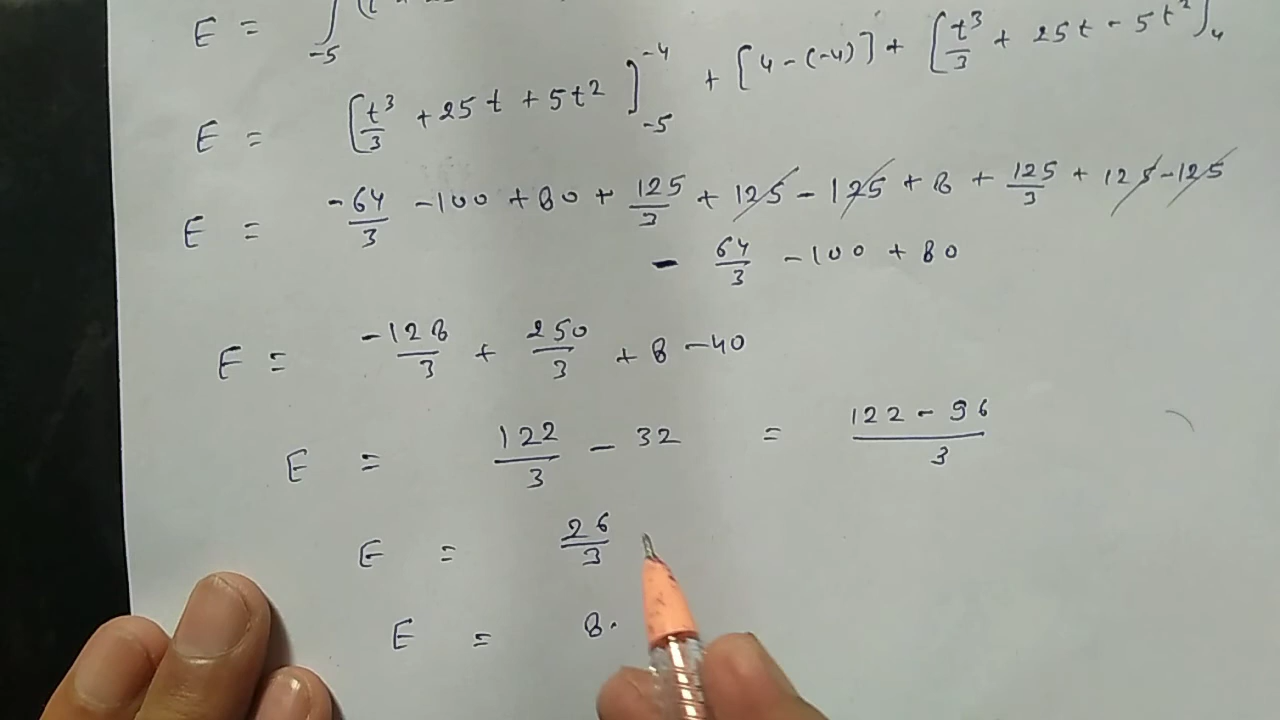 E = ∫₋₅ (t
E = [t³/3 + 25t + 5t²]₋₅⁻⁴ + [4 - (-4)] + [t³/3 + 25t - 5t²]₄
E = -64/3 - 100 + 80 + 125/3 + 125 - 125 + 8 + 125/3 + 125 - 125
- 64/3 - 100 + 80
E = -128/3 + 250/3 + 8 - 40
E = 122/3 - 32 = (122 - 96)/3
E = 26/3
E = 8.